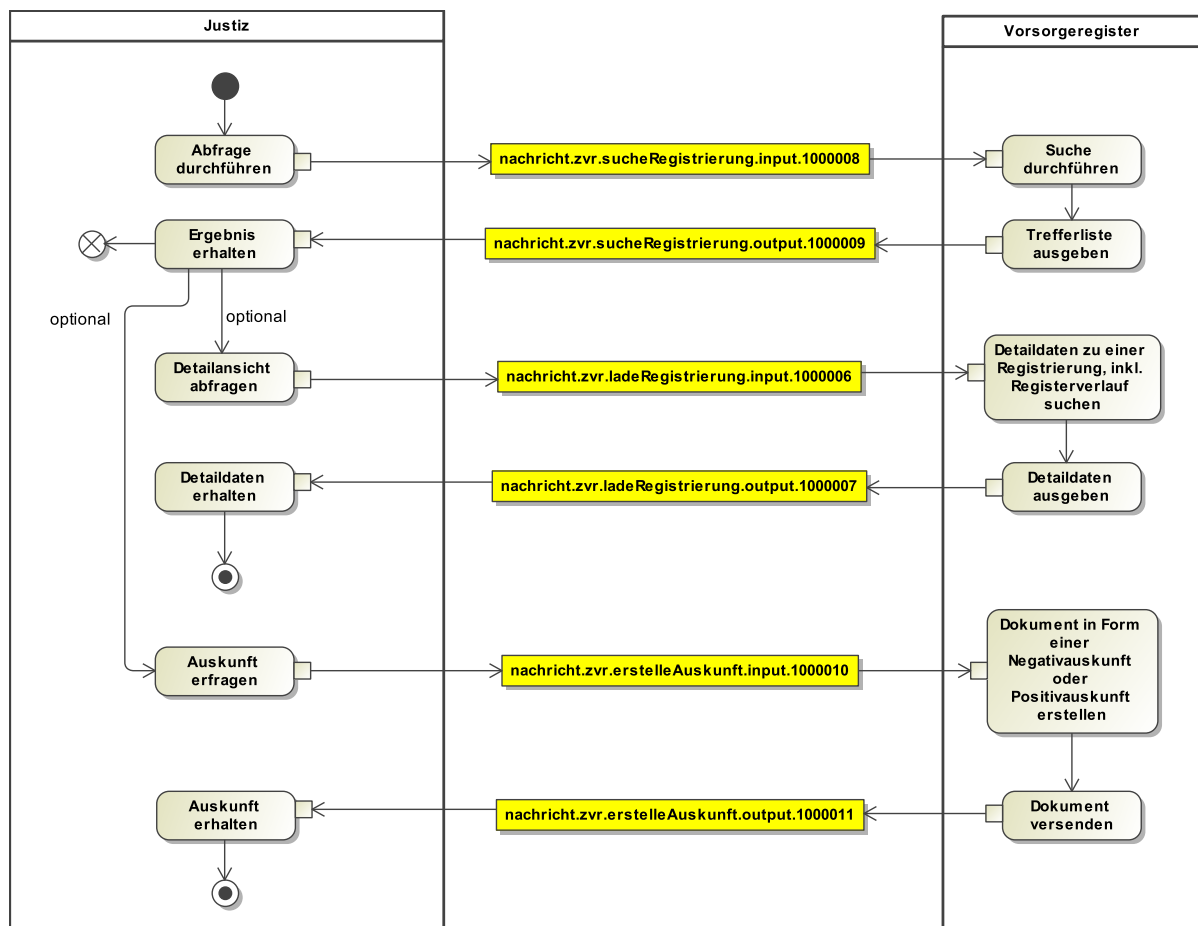 Justiz
Vorsorgeregister
Abfrage
durchführen
nachricht.zvr.sucheRegistrierung.input.1000008
Suche
durchführen
Ergebnis
erhalten
nachricht.zvr.sucheRegistrierung.output.1000009
Trefferliste
ausgeben
optional
optional
Detailansicht
abfragen
nachricht.zvr.ladeRegistrierung.input.1000006
Detaildaten zu einer
Registrierung, inkl.
Registerverlauf
suchen
Detaildaten
erhalten
nachricht.zvr.ladeRegistrierung.output.1000007
Detaildaten
ausgeben
Auskunft
erfragen
nachricht.zvr.erstelleAuskunft.input.1000010
Dokument in Form
einer
Negativauskunft
oder
Positivauskunft
erstellen
Auskunft
erhalten
nachricht.zvr.erstelleAuskunft.output.1000011
Dokument
versenden